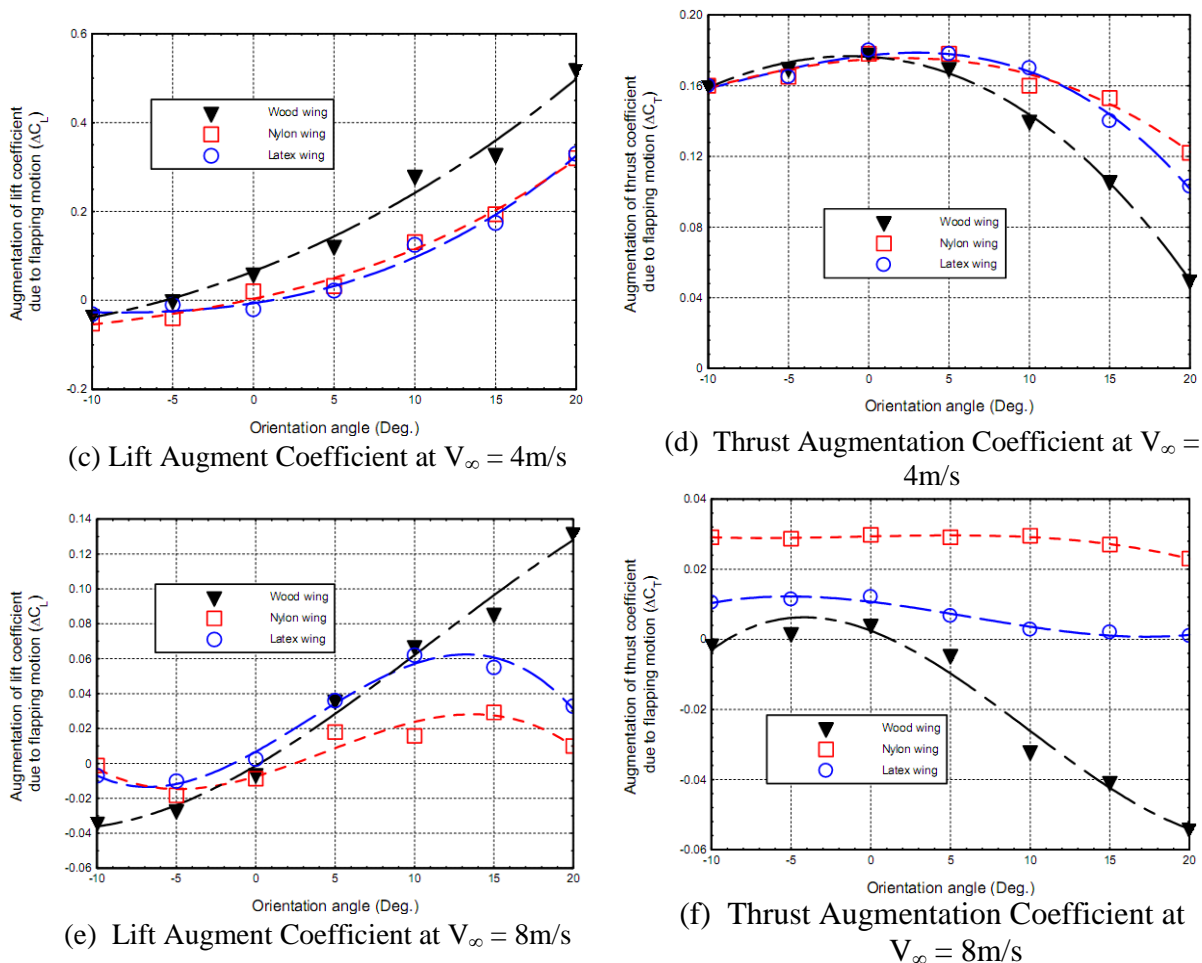 Augmentation of lift coefficient
due to flapping motion (ΔC_L)
0.6
0.4
0.2
0
-0.2
Wood wing
Nylon wing
Latex wing
-10 -5 0 5 10 15 20
Orientation angle (Deg.)
(c) Lift Augment Coefficient at V∞ = 4m/s
Augmentation of thrust coefficient
due to flapping motion (ΔC_T)
0.20
0.16
0.12
0.08
0.04
0
Wood wing
Nylon wing
Latex wing
-10 -5 0 5 10 15 20
Orientation angle (Deg.)
(d) Thrust Augmentation Coefficient at V∞ =
4m/s
Augmentation of lift coefficient
due to flapping motion (ΔC_L)
0.14
0.12
0.10
0.08
0.06
0.04
0.02
0
-0.02
-0.04
-0.06
Wood wing
Nylon wing
Latex wing
-10 -5 0 5 10 15 20
Orientation angle (Deg.)
(e) Lift Augment Coefficient at V∞ = 8m/s
Augmentation of thrust coefficient
due to flapping motion (ΔC_T)
0.04
0.02
0
-0.02
-0.04
-0.06
Wood wing
Nylon wing
Latex wing
-10 -5 0 5 10 15 20
Orientation angle (Deg.)
(f) Thrust Augmentation Coefficient at
V∞ = 8m/s